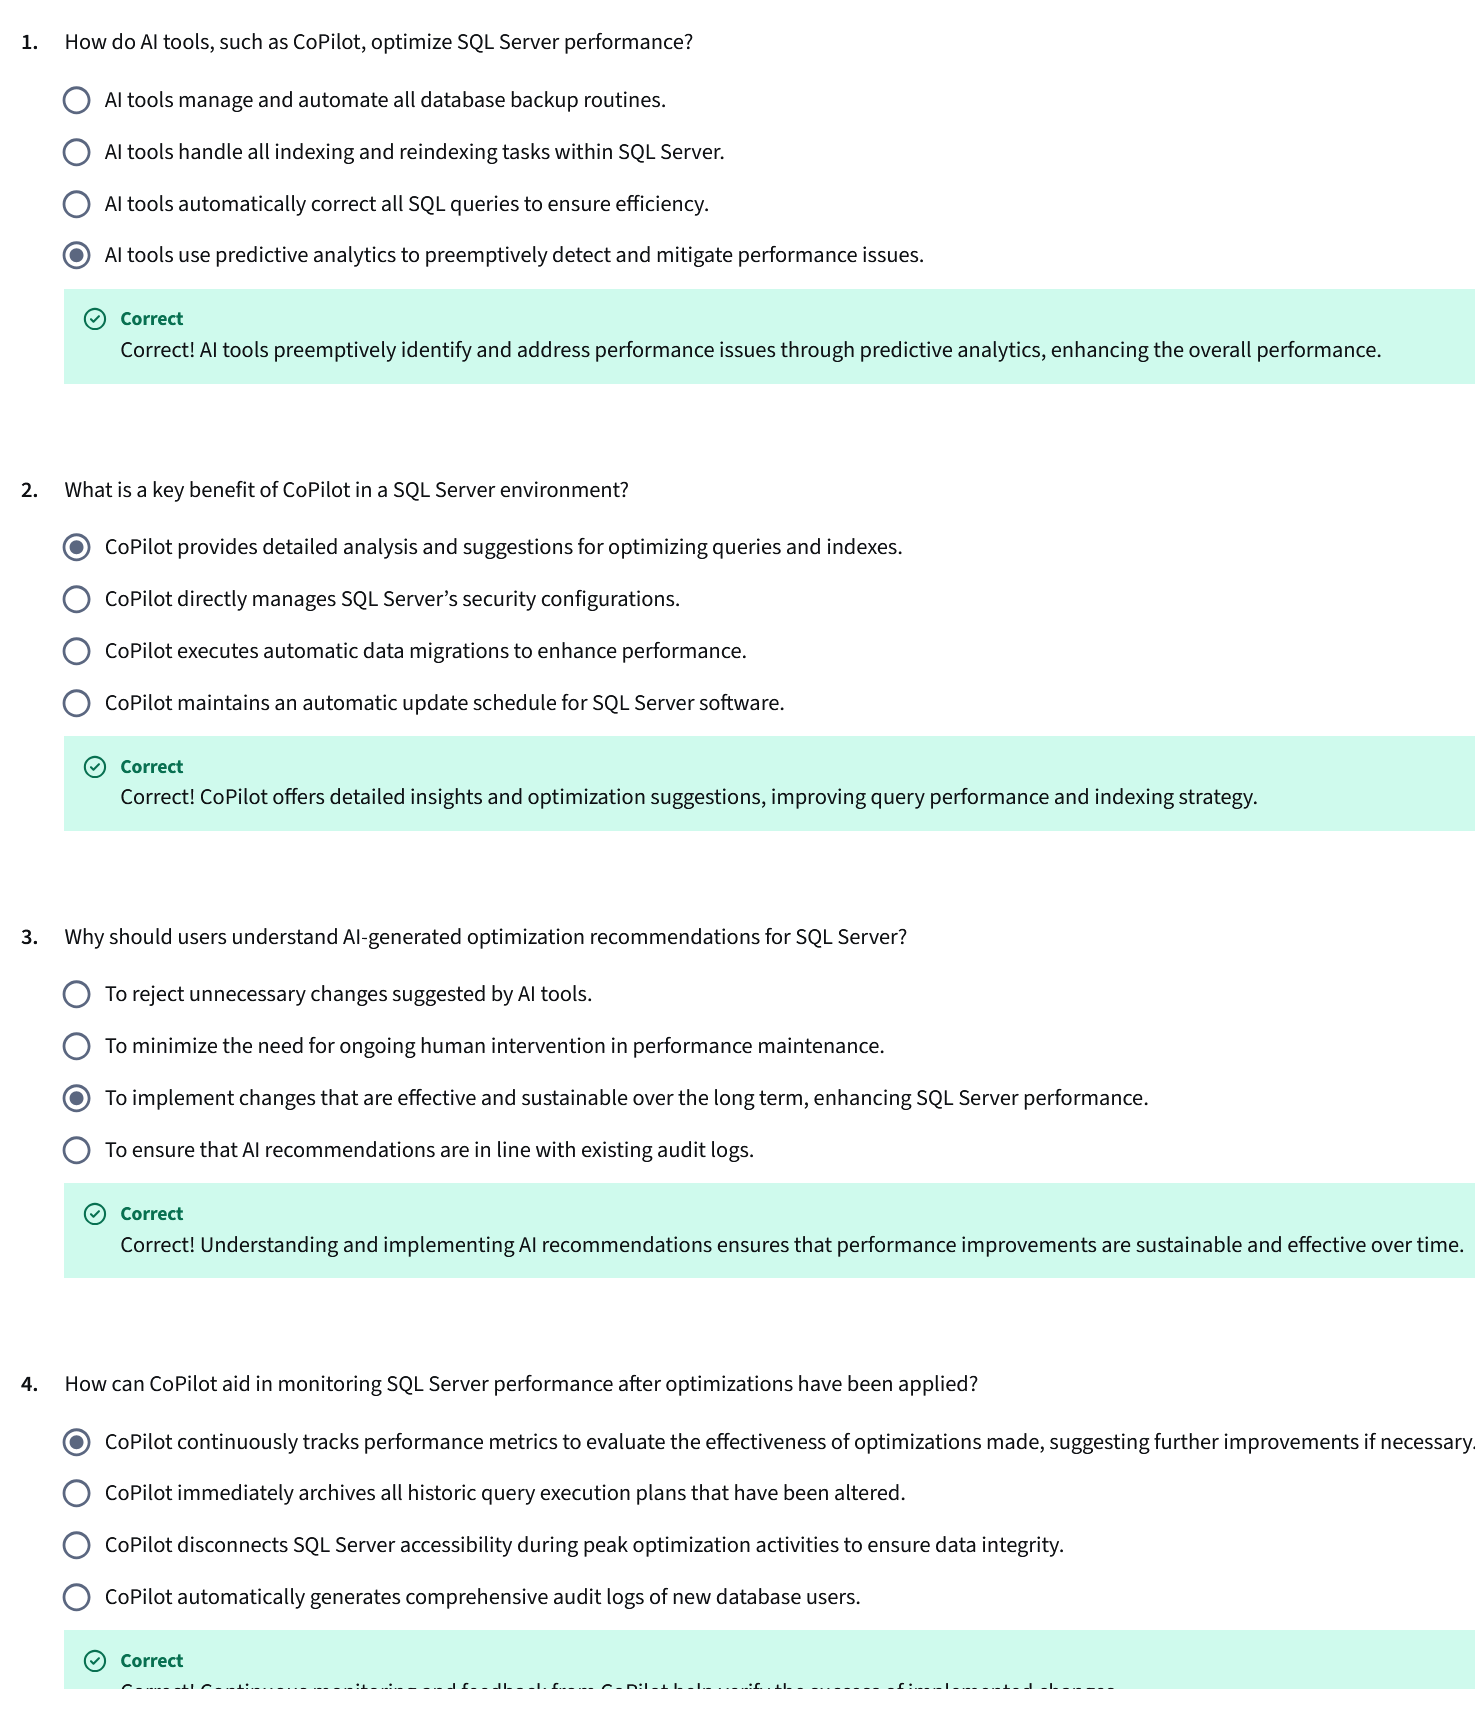 1. How do AI tools, such as CoPilot, optimize SQL Server performance?
AI tools manage and automate all database backup routines.
AI tools handle all indexing and reindexing tasks within SQL Server.
AI tools automatically correct all SQL queries to ensure efficiency.
AI tools use predictive analytics to preemptively detect and mitigate performance issues.
Correct
Correct! AI tools preemptively identify and address performance issues through predictive analytics, enhancing the overall performance.
2. What is a key benefit of CoPilot in a SQL Server environment?
CoPilot provides detailed analysis and suggestions for optimizing queries and indexes.
CoPilot directly manages SQL Server’s security configurations.
CoPilot executes automatic data migrations to enhance performance.
CoPilot maintains an automatic update schedule for SQL Server software.
Correct
Correct! CoPilot offers detailed insights and optimization suggestions, improving query performance and indexing strategy.
3. Why should users understand AI-generated optimization recommendations for SQL Server?
To reject unnecessary changes suggested by AI tools.
To minimize the need for ongoing human intervention in performance maintenance.
To implement changes that are effective and sustainable over the long term, enhancing SQL Server performance.
To ensure that AI recommendations are in line with existing audit logs.
Correct
Correct! Understanding and implementing AI recommendations ensures that performance improvements are sustainable and effective over time.
4. How can CoPilot aid in monitoring SQL Server performance after optimizations have been applied?
CoPilot continuously tracks performance metrics to evaluate the effectiveness of optimizations made, suggesting further improvements if necessary.
CoPilot immediately archives all historic query execution plans that have been altered.
CoPilot disconnects SQL Server accessibility during peak optimization activities to ensure data integrity.
CoPilot automatically generates comprehensive audit logs of new database users.
Correct
Correct! Continuous monitoring and feedback from CoPilot help verify the success of implemented changes.